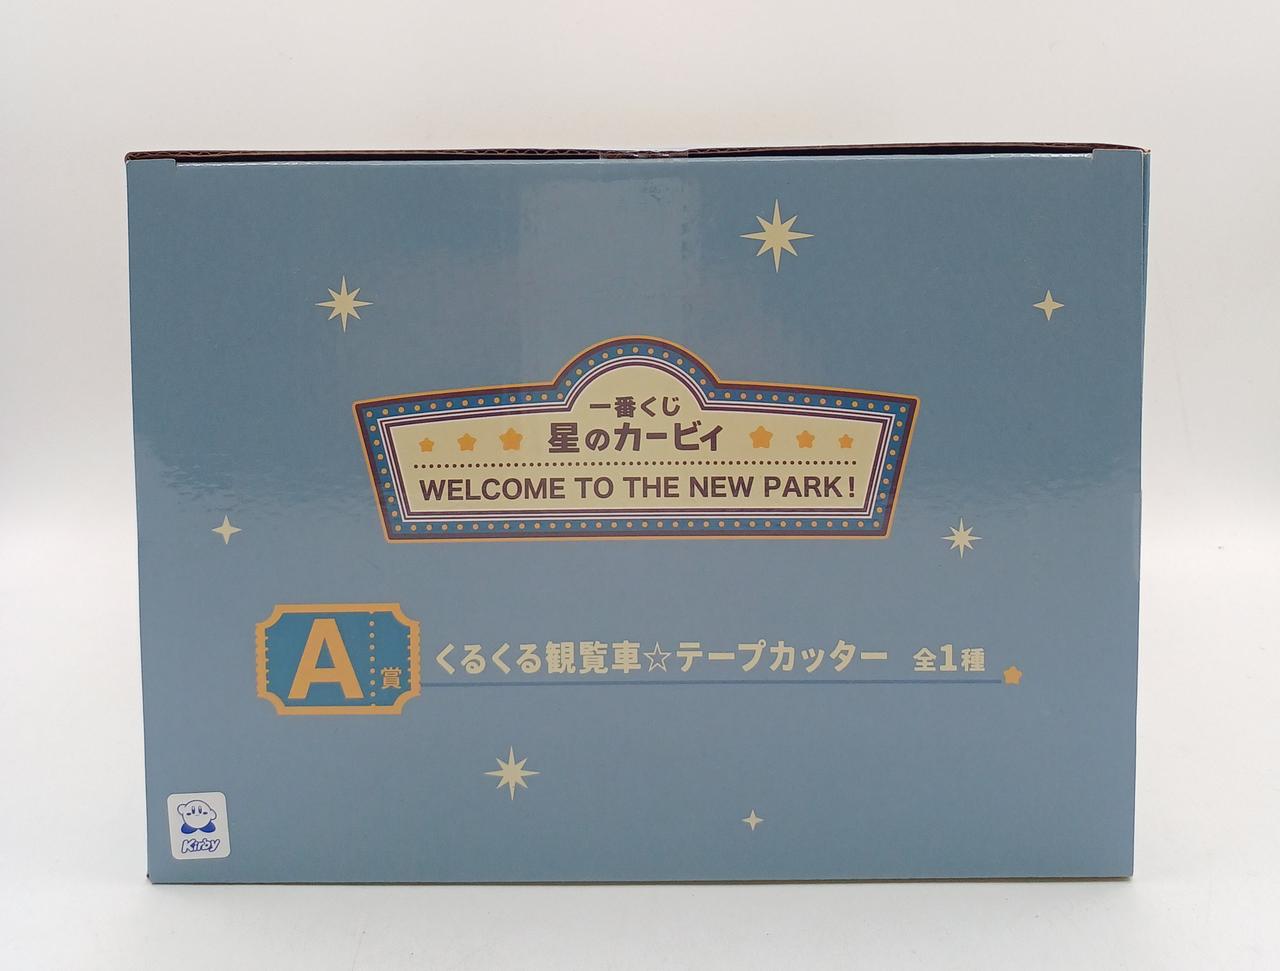 一番くじ
星のカービィ
WELCOME TO THE NEW PARK!
A賞
くるくる観覧車☆テープカッター 全1種
Kirby